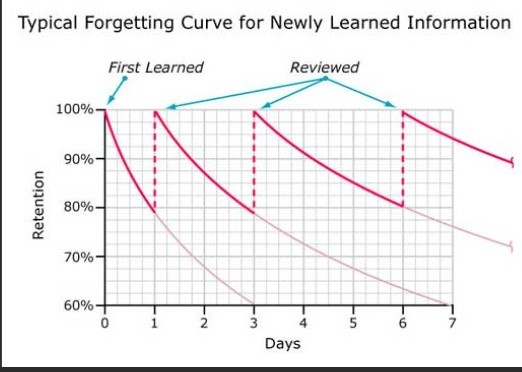 Typical Forgetting Curve for Newly Learned Information
First Learned
Reviewed
100%
90%
80%
70%
60%
Retention
0 1 2 3 4 5 6 7
Days